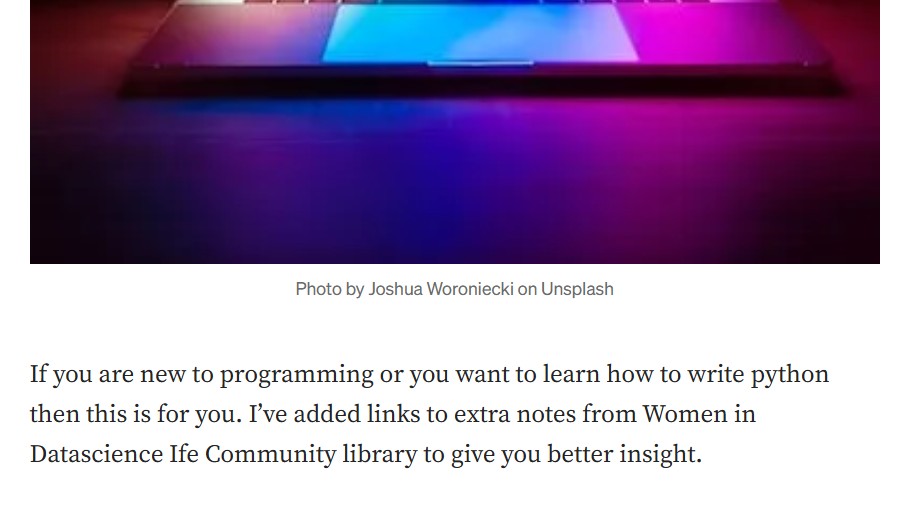 Photo by Joshua Woroniecki on Unsplash
If you are new to programming or you want to learn how to write python
then this is for you. I’ve added links to extra notes from Women in
Datascience Ife Community library to give you better insight.